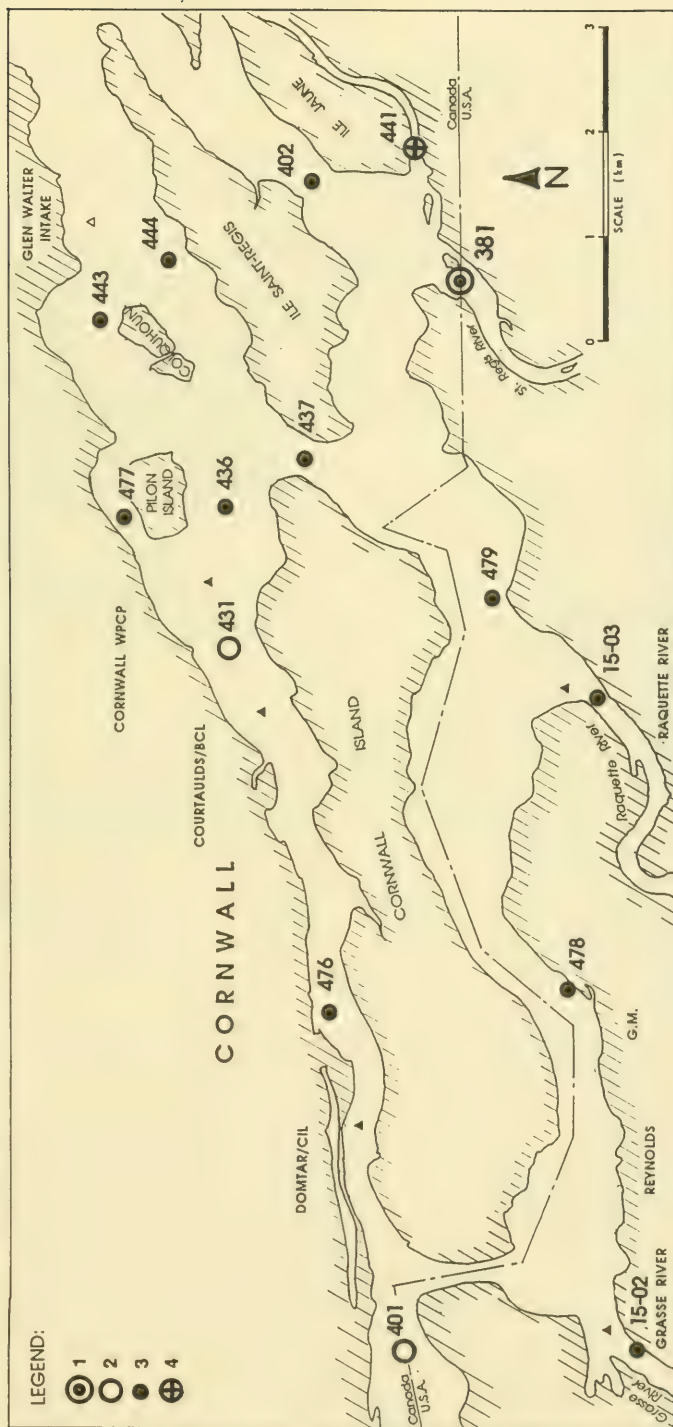 LEGEND:
1
2
3
4
GLEN WALTER
INTAKE
443
444
COLQUHOUN
477
PILON
ISLAND
CORNWALL WPCP
436
431
437
402
ILE
JAUNE
441
ILE SAINT-REGIS
COURTAULDS/BCL
CORNWALL
476
DOMTAR/CIL
401
Canada
U.S.A.
CORNWALL
ISLAND
381
St. Regis River
Canada
U.S.A.
N
SCALE (km)
0
1
2
3
479
15-03
Raquette
River
RAQUETTE RIVER
478
G.M.
REYNOLDS
15-02
GRASSE RIVER
Grasse
River